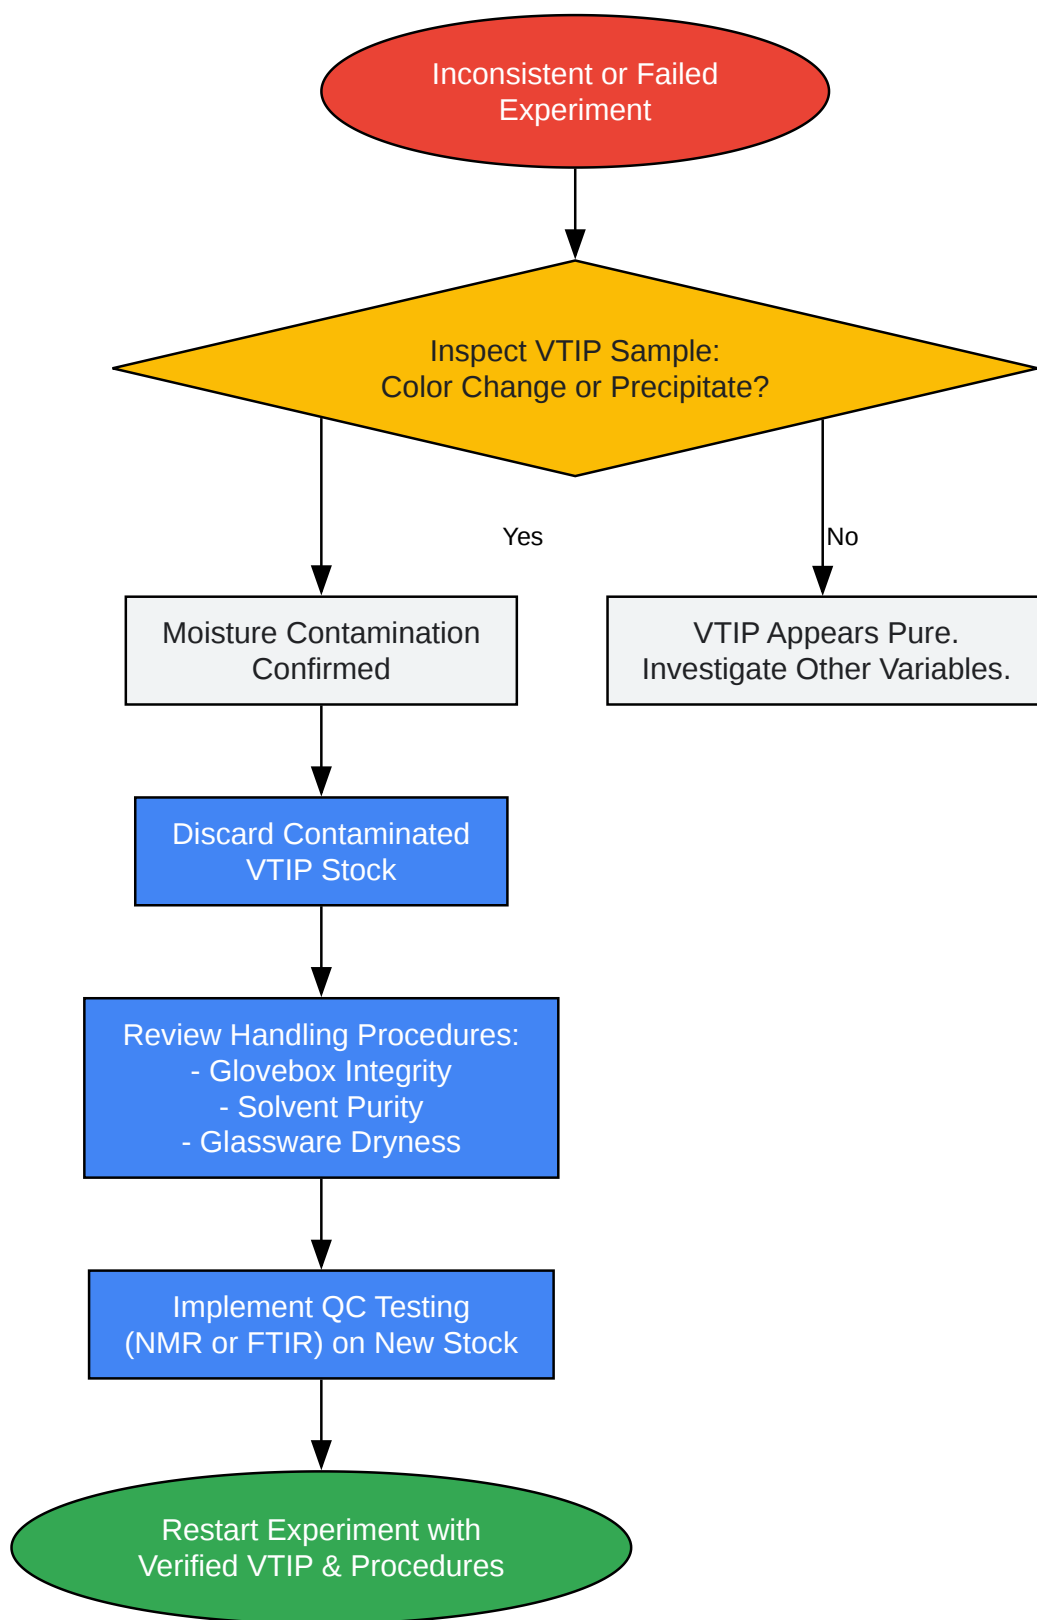 Inconsistent or Failed
Experiment
Inspect VTIP Sample:
Color Change or Precipitate?
Yes
No
Moisture Contamination
Confirmed
VTIP Appears Pure.
Investigate Other Variables.
Discard Contaminated
VTIP Stock
Review Handling Procedures:
- Glovebox Integrity
- Solvent Purity
- Glassware Dryness
Implement QC Testing
(NMR or FTIR) on New Stock
Restart Experiment with
Verified VTIP & Procedures